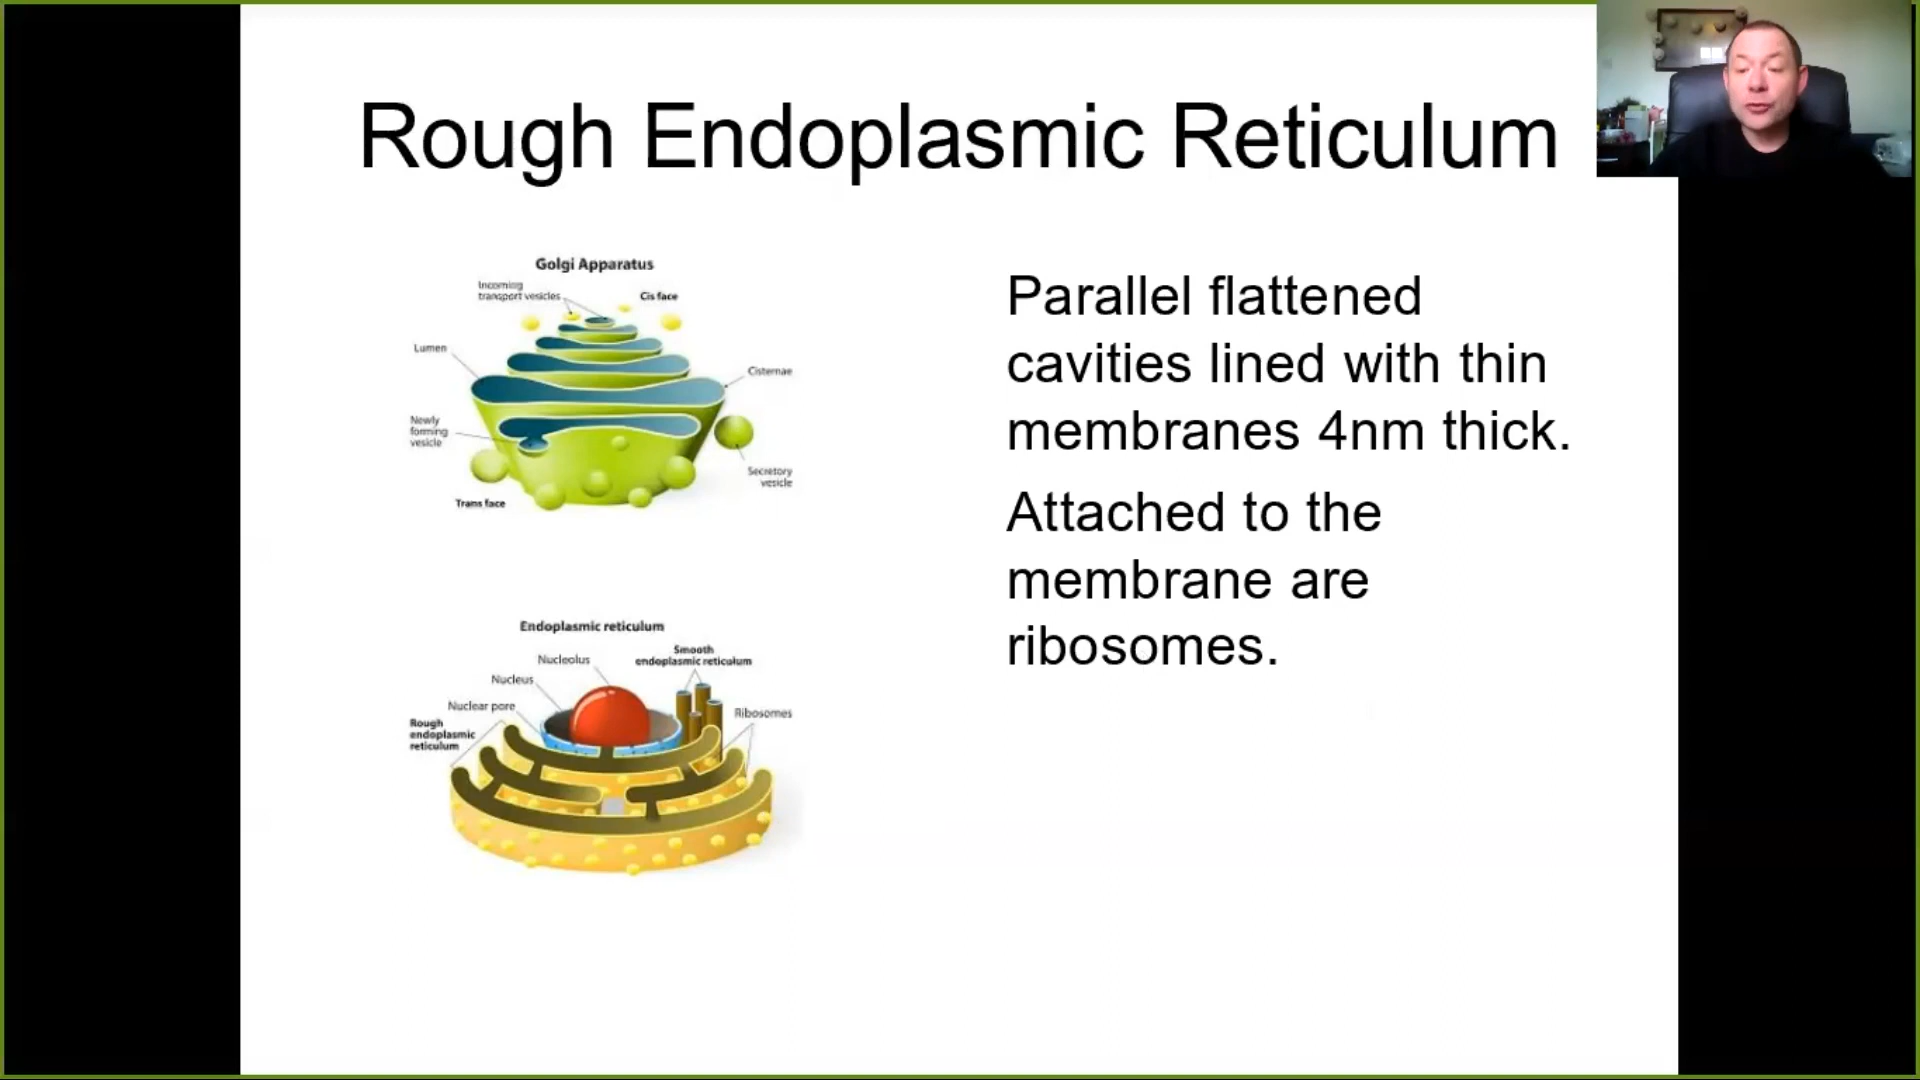 Rough Endoplasmic Reticulum
Golgi Apparatus
Incoming
transport vesicles
Cis face
Lumen
Cisternae
Newly
forming
vesicle
Secretory
vesicle
Trans face
Endoplasmic reticulum
Nucleolus
Smooth
endoplasmic reticulum
Nucleus
Nuclear pore
Ribosomes
Rough
endoplasmic
reticulum
Parallel flattened
cavities lined with thin
membranes 4nm thick.
Attached to the
membrane are
ribosomes.